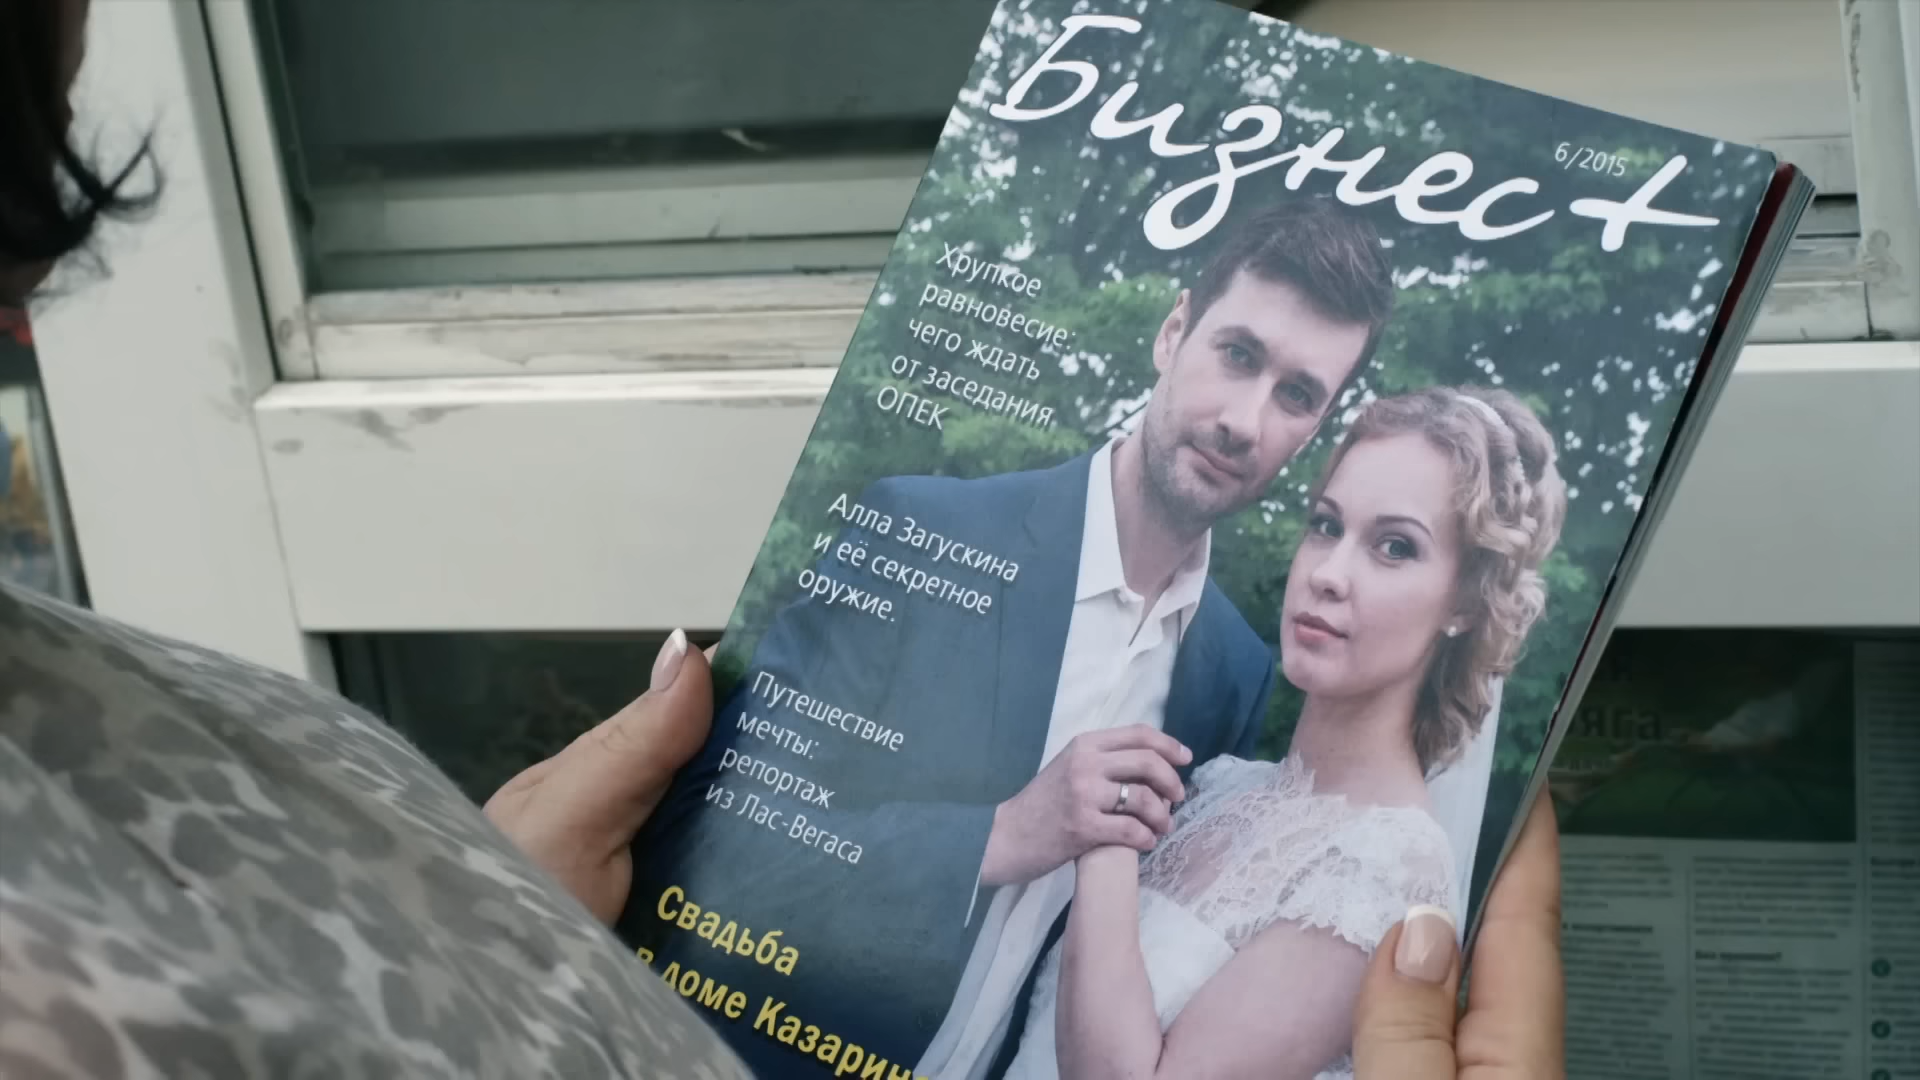 Бизнес+
6/2015
Хрупкое
равновесие:
чего ждать
от заседания
ОПЕК
Алла Загускина
и её секретное
оружие.
Путешествие
мечты:
репортаж
из Лас-Вегаса
Свадьба
в доме